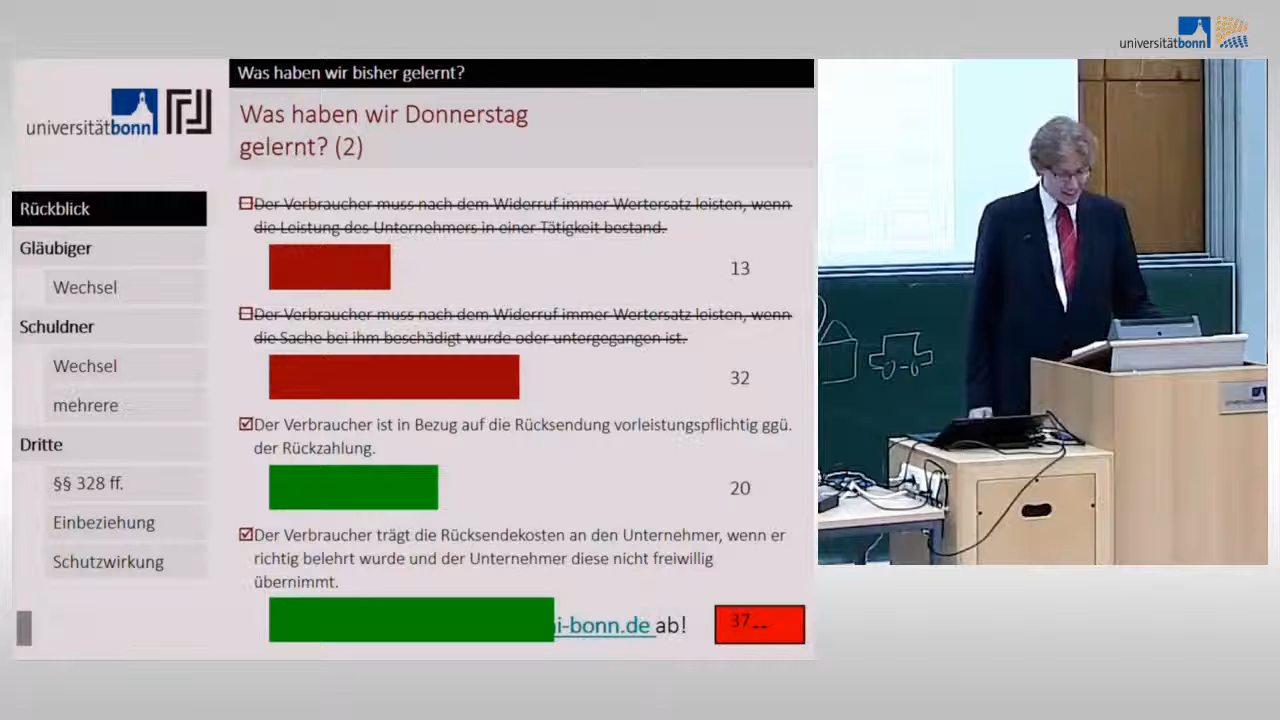 universitätbonn
Was haben wir bisher gelernt?
universitätbonn
Was haben wir Donnerstag
gelernt? (2)
Rückblick
Gläubiger
Wechsel
Schuldner
Wechsel
mehrere
Dritte
§§ 328 ff.
Einbeziehung
Schutzwirkung
Der Verbraucher muss nach dem Widerruf immer Wertersatz leisten, wenn
die Leistung des Unternehmers in einer Tätigkeit bestand.
13
Der Verbraucher muss nach dem Widerruf immer Wertersatz leisten, wenn
die Sache bei ihm beschädigt wurde oder untergegangen ist.
32
Der Verbraucher ist in Bezug auf die Rücksendung vorleistungspflichtig ggü.
der Rückzahlung.
20
Der Verbraucher trägt die Rücksendekosten an den Unternehmer, wenn er
richtig belehrt wurde und der Unternehmer diese nicht freiwillig
übernimmt.
i-bonn.de ab!
37